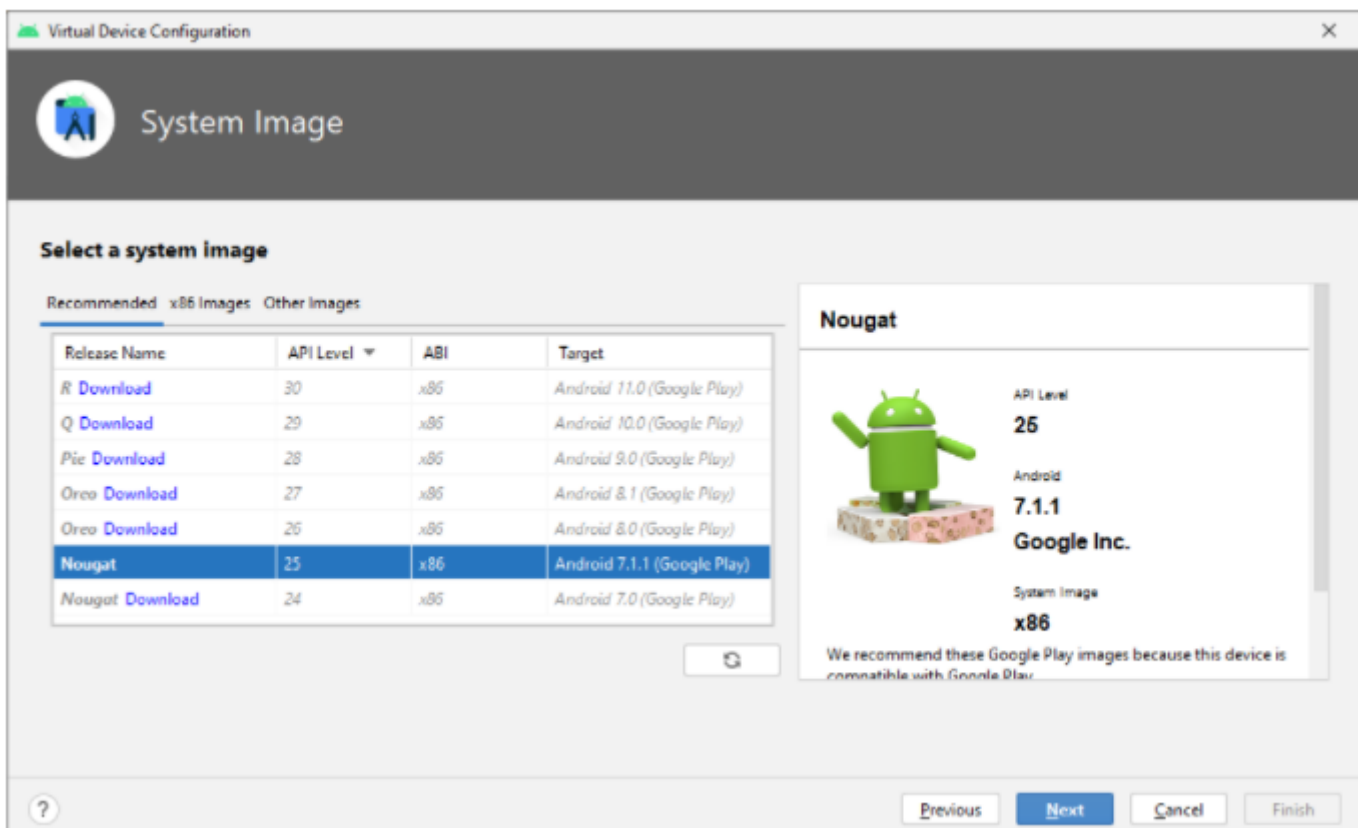 Virtual Device Configuration
System Image
Select a system image
Recommended x86 Images Other Images
Release Name API Level ABI Target
R Download 30 x86 Android 11.0 (Google Play)
Q Download 29 x86 Android 10.0 (Google Play)
Pie Download 28 x86 Android 9.0 (Google Play)
Oreo Download 27 x86 Android 8.1 (Google Play)
Oreo Download 26 x86 Android 8.0 (Google Play)
Nougat 25 x86 Android 7.1.1 (Google Play)
Nougat Download 24 x86 Android 7.0 (Google Play)
Nougat
API Level
25
Android
7.1.1
Google Inc.
System Image
x86
We recommend these Google Play images because this device is
compatible with Google Play
? Previous Next Cancel Finish